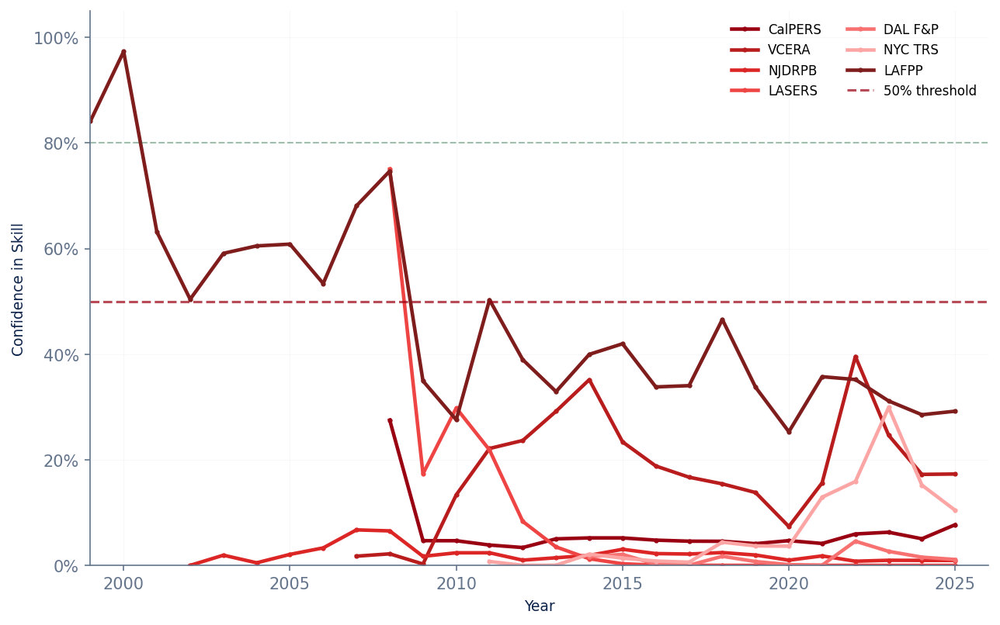 CalPERS
VCERA
NJDRPB
LASERS
DAL F&P
NYC TRS
LAFPP
50% threshold
100%
80%
60%
40%
20%
0%
Confidence in Skill
2000 2005 2010 2015 2020 2025
Year